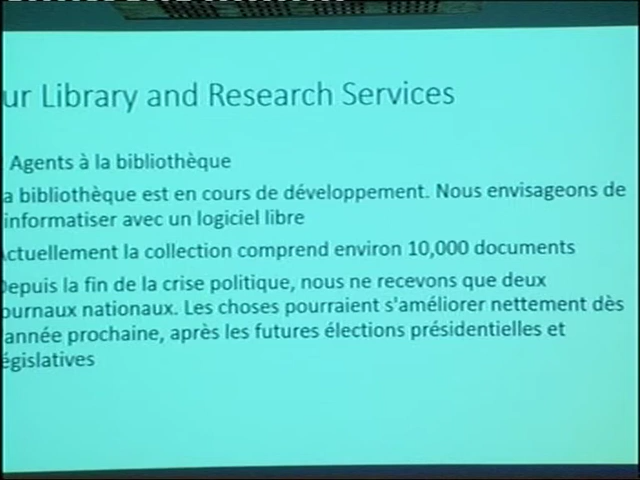 ur Library and Research Services
Agents à la bibliothèque
a bibliothèque est en cours de développement. Nous envisageons de
informatiser avec un logiciel libre
ctuellement la collection comprend environ 10,000 documents
Depuis la fin de la crise politique, nous ne recevons que deux
ournaux nationaux. Les choses pourraient s'améliorer nettement dès
année prochaine, après les futures élections présidentielles et
égislatives